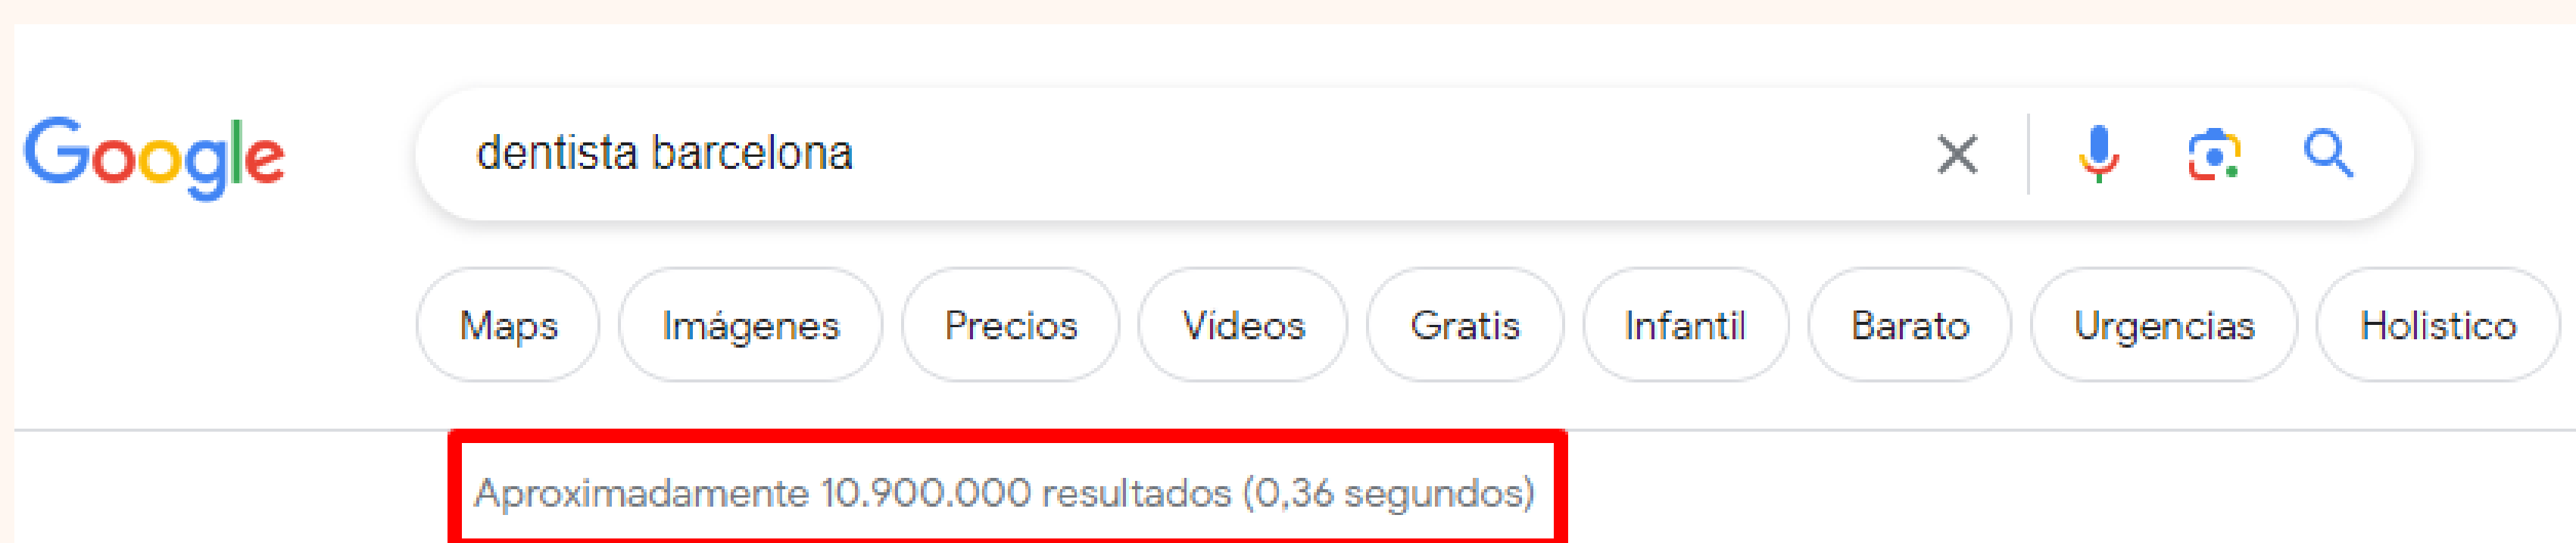 Google
dentista barcelona
Maps Imágenes Precios Vídeos Gratis Infantil Barato Urgencias Holistico
Aproximadamente 10.900.000 resultados (0,36 segundos)